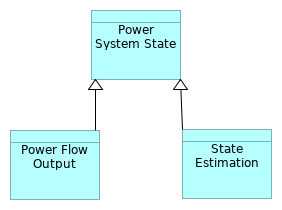 Power
System State
Power Flow
Output
State
Estimation